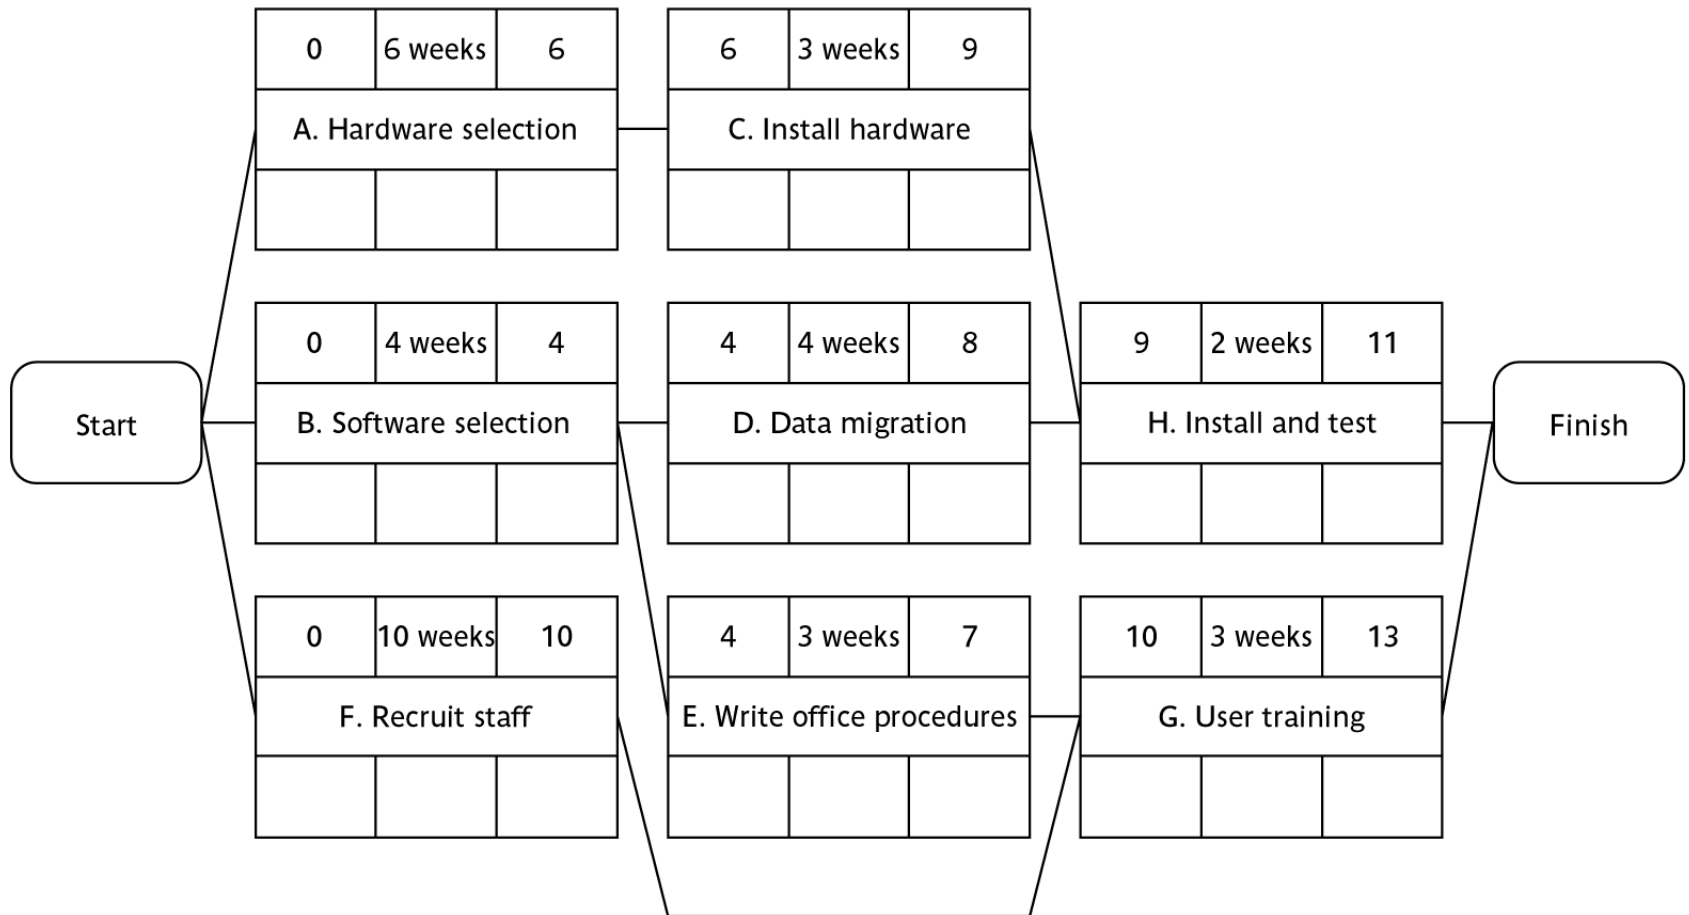 0 6 weeks 6
A. Hardware selection
6 3 weeks 9
C. Install hardware
Start
0 4 weeks 4
B. Software selection
4 4 weeks 8
D. Data migration
9 2 weeks 11
H. Install and test
Finish
0 10 weeks 10
F. Recruit staff
4 3 weeks 7
E. Write office procedures
10 3 weeks 13
G. User training